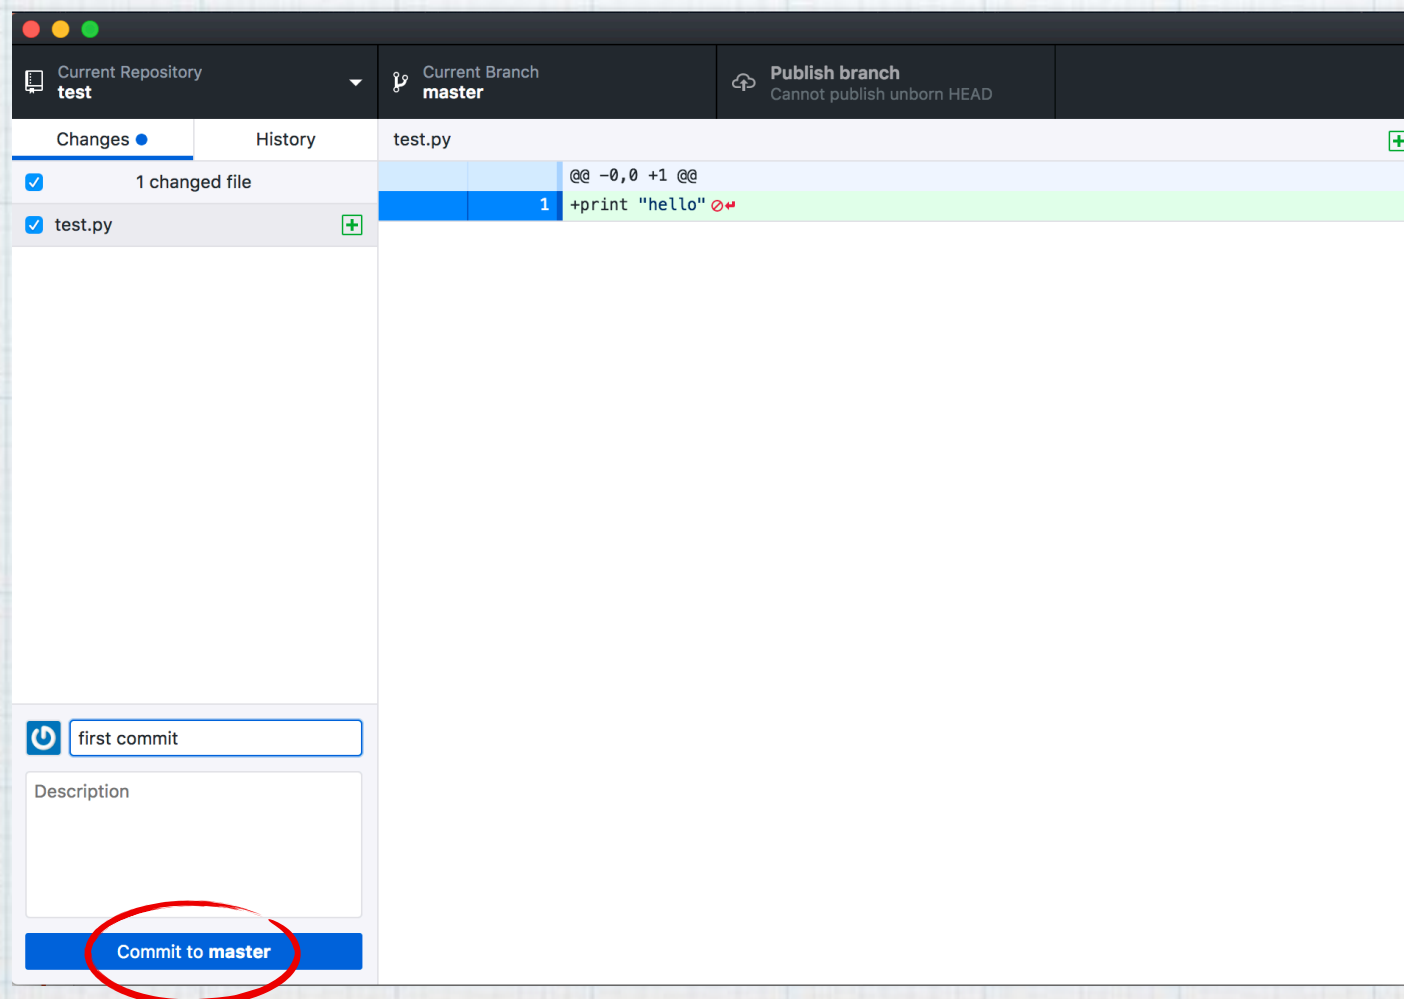 Current Repository
test
Current Branch
master
Publish branch
Cannot publish unborn HEAD
Changes
History
test.py
1 changed file
@@ -0,0 +1 @@
test.py
1 +print "hello"
first commit
Description
Commit to master